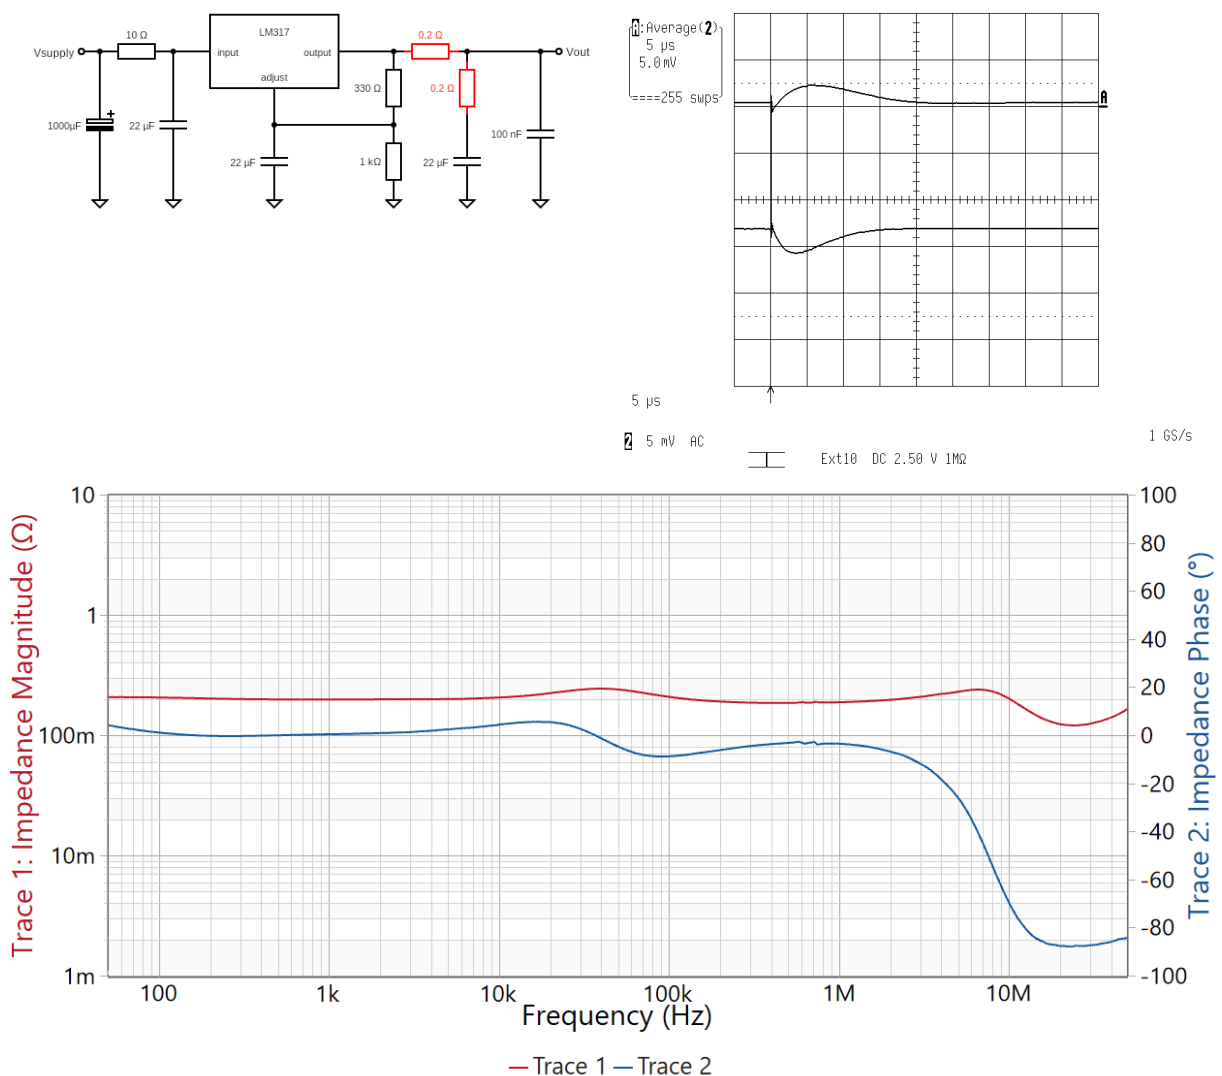 Vsupply
10 Ω
LM317
input
output
adjust
0.2 Ω
Vout
330 Ω
0.2 Ω
1000µF
+
22 µF
22 µF
1 kΩ
22 µF
100 nF
A:Average(2)
5 µs
5.0mV
====255 swps
A
5 µs
2 5 mV AC
1 GS/s
Ext10 DC 2.50 V 1MΩ
Trace 1: Impedance Magnitude (Ω)
10
1
100m
10m
1m
100
80
60
40
20
0
-20
-40
-60
-80
-100
Trace 2: Impedance Phase (°)
100 1k 10k 100k 1M 10M
Frequency (Hz)
Trace 1 Trace 2